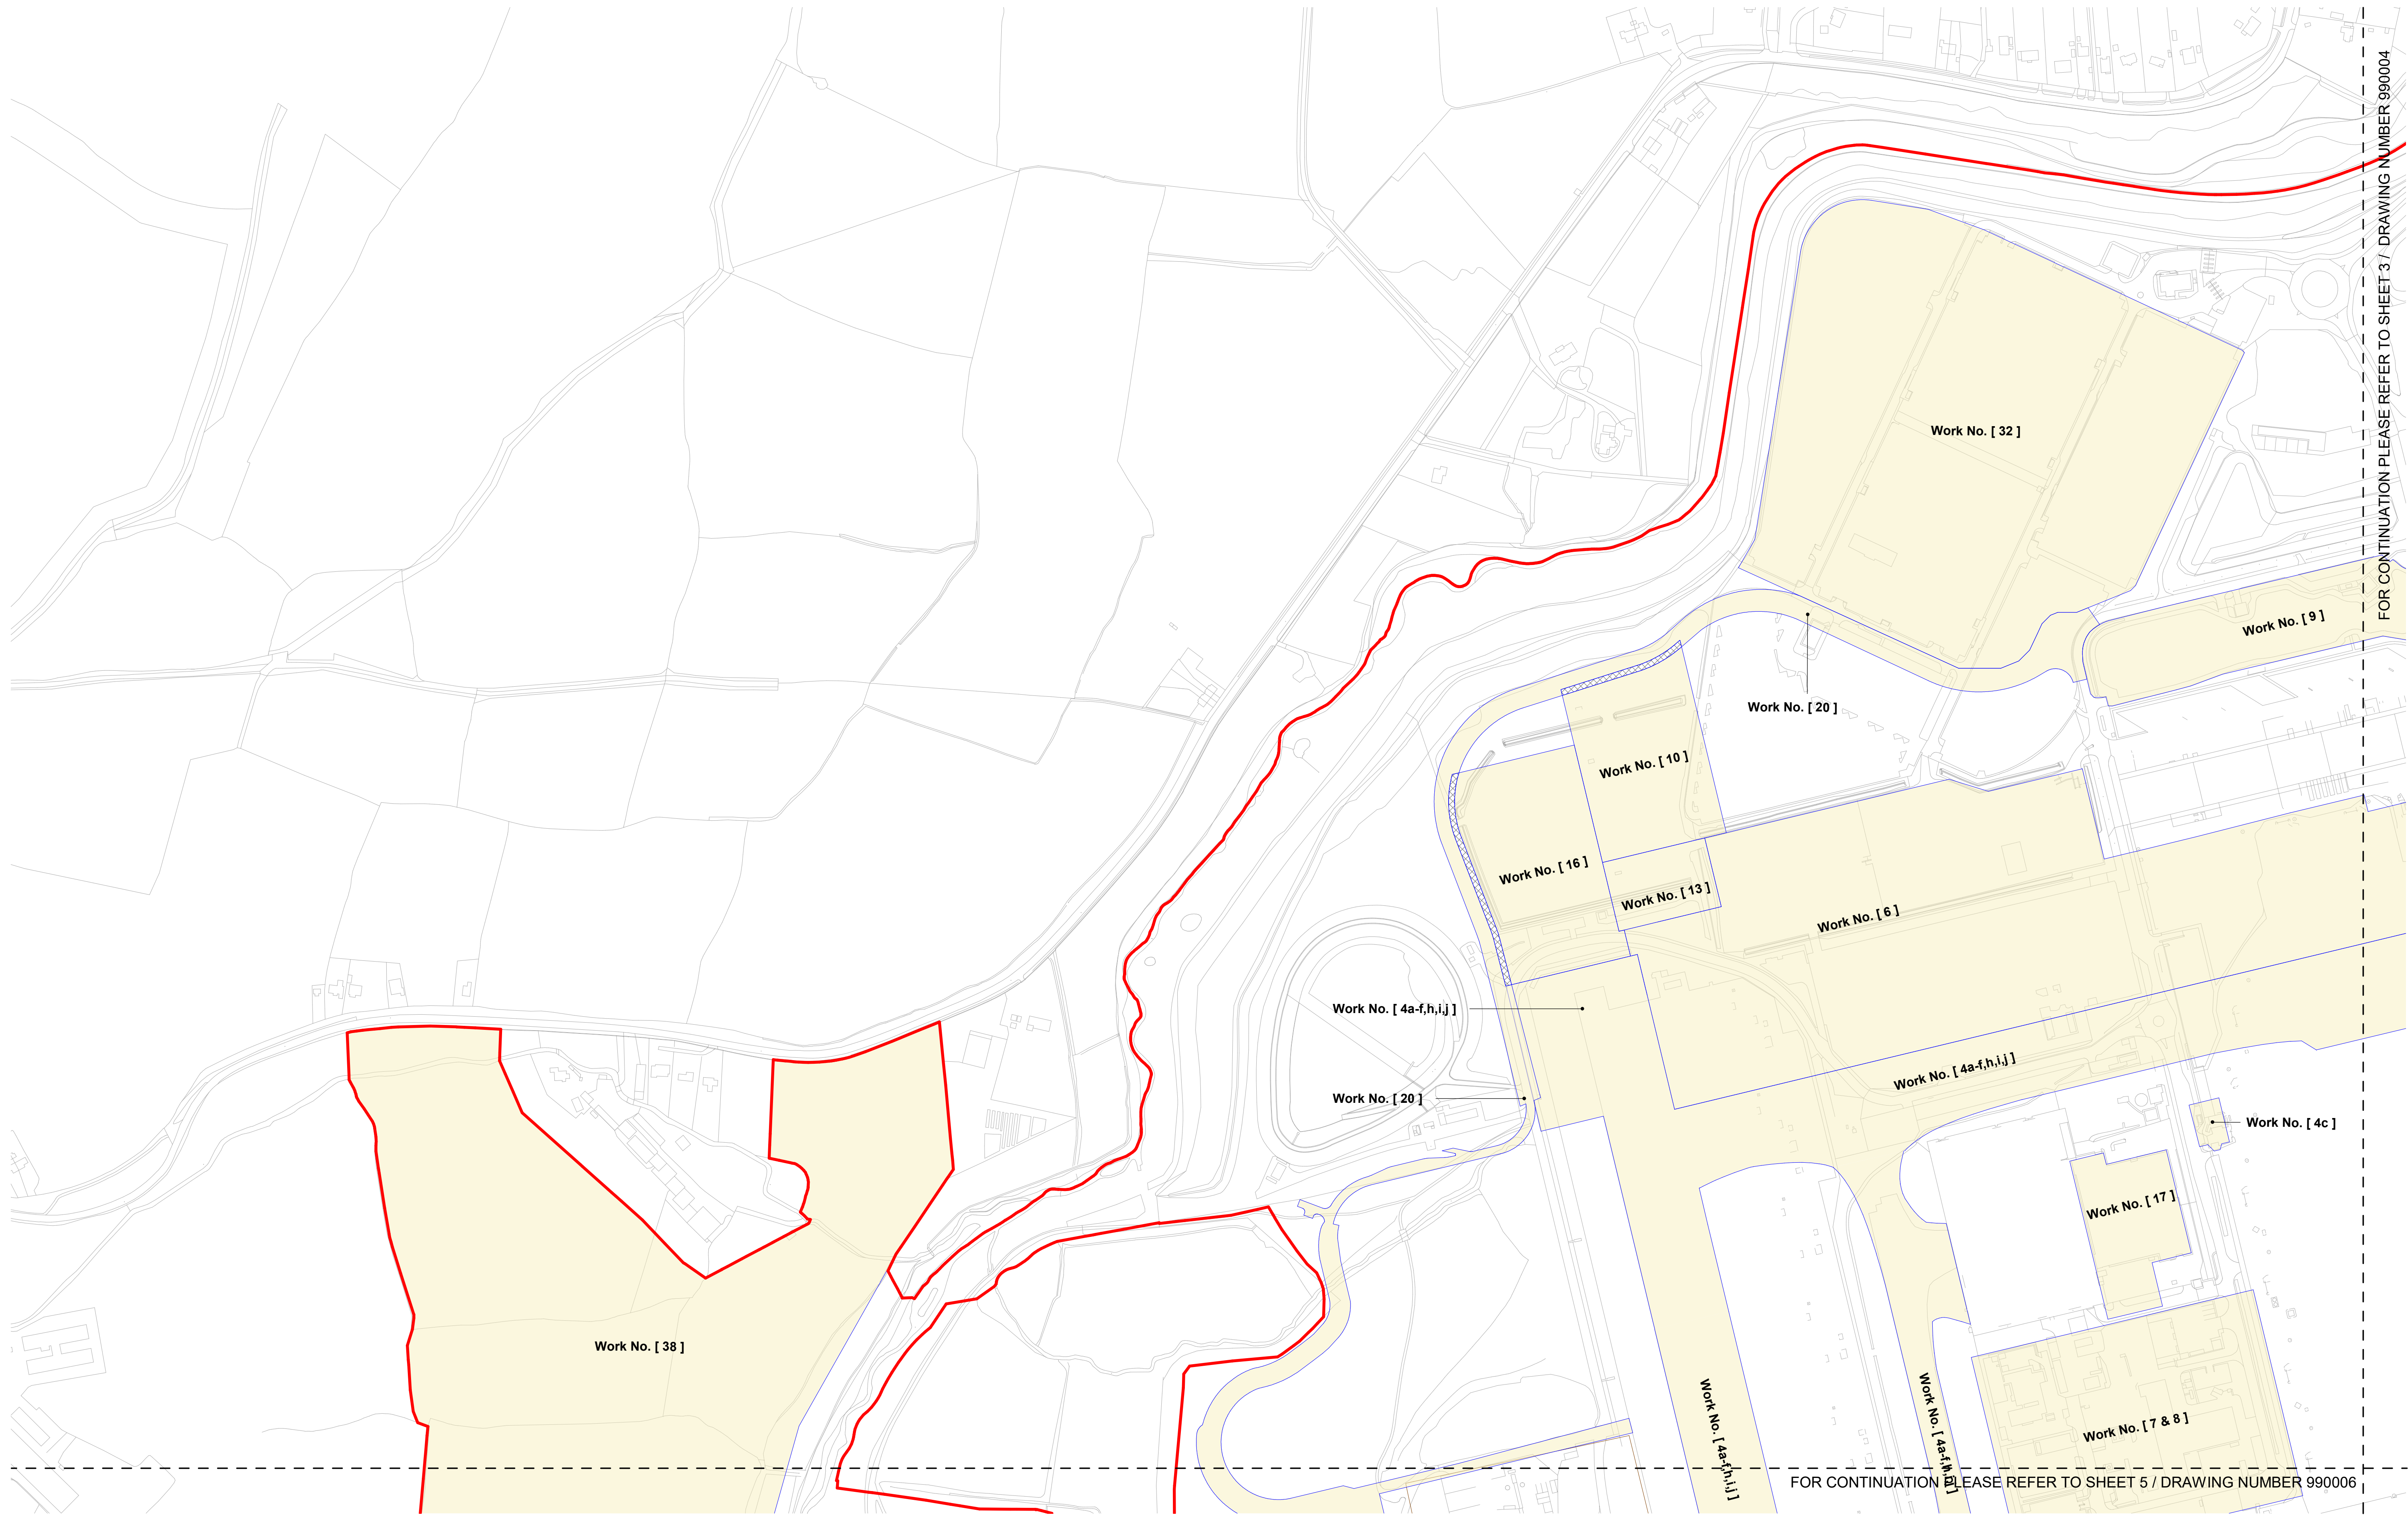 FOR CONTINUATION PLEASE REFER TO SHEET 3 / DRAWING NUMBER 990004
Work No. [ 32 ]
Work No. [ 9 ]
Work No. [ 20 ]
Work No. [ 10 ]
Work No. [ 16 ]
Work No. [ 13 ]
Work No. [ 6 ]
Work No. [ 4a-f,h,i,j ]
Work No. [ 4a-f,h,i,j ]
Work No. [ 20 ]
Work No. [ 4c ]
Work No. [ 17 ]
Work No. [ 38 ]
Work No. [ 4a-f,h,i,j ]
Work No. [ 4a-f,h,i,j ]
Work No. [ 7 & 8 ]
FOR CONTINUATION PLEASE REFER TO SHEET 5 / DRAWING NUMBER 990006